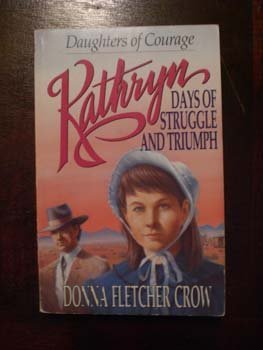 Daughters of Courage
Kathryn
DAYS OF
STRUGGLE
AND TRIUMPH
DONNA FLETCHER CROW